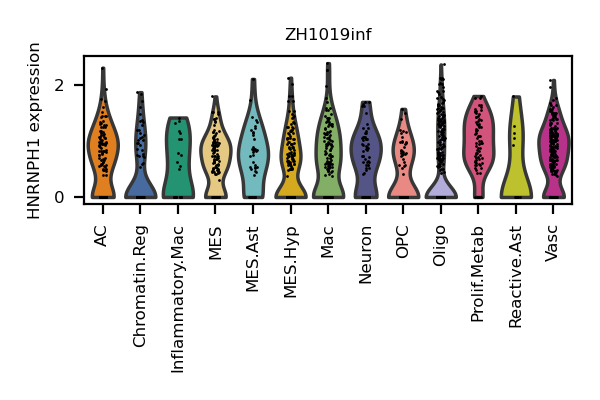 ZH1019inf
HNRNPH1 expression
2
0
AC
Chromatin.Reg
Inflammatory.Mac
MES
MES.Ast
MES.Hyp
Mac
Neuron
OPC
Oligo
Prolif.Metab
Reactive.Ast
Vasc